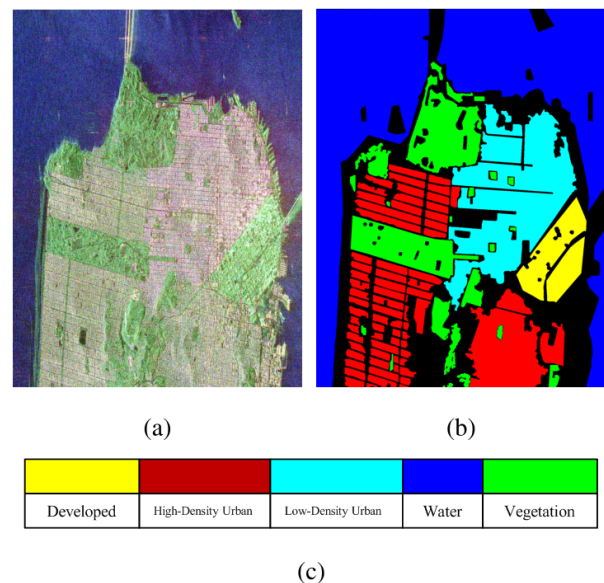 (a)
(b)
Developed
High-Density Urban
Low-Density Urban
Water
Vegetation
(c)